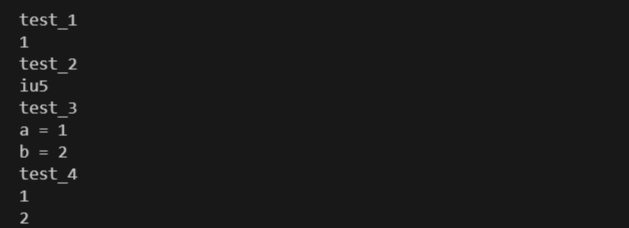 test_1
1
test_2
iu5
test_3
a = 1
b = 2
test_4
1
2